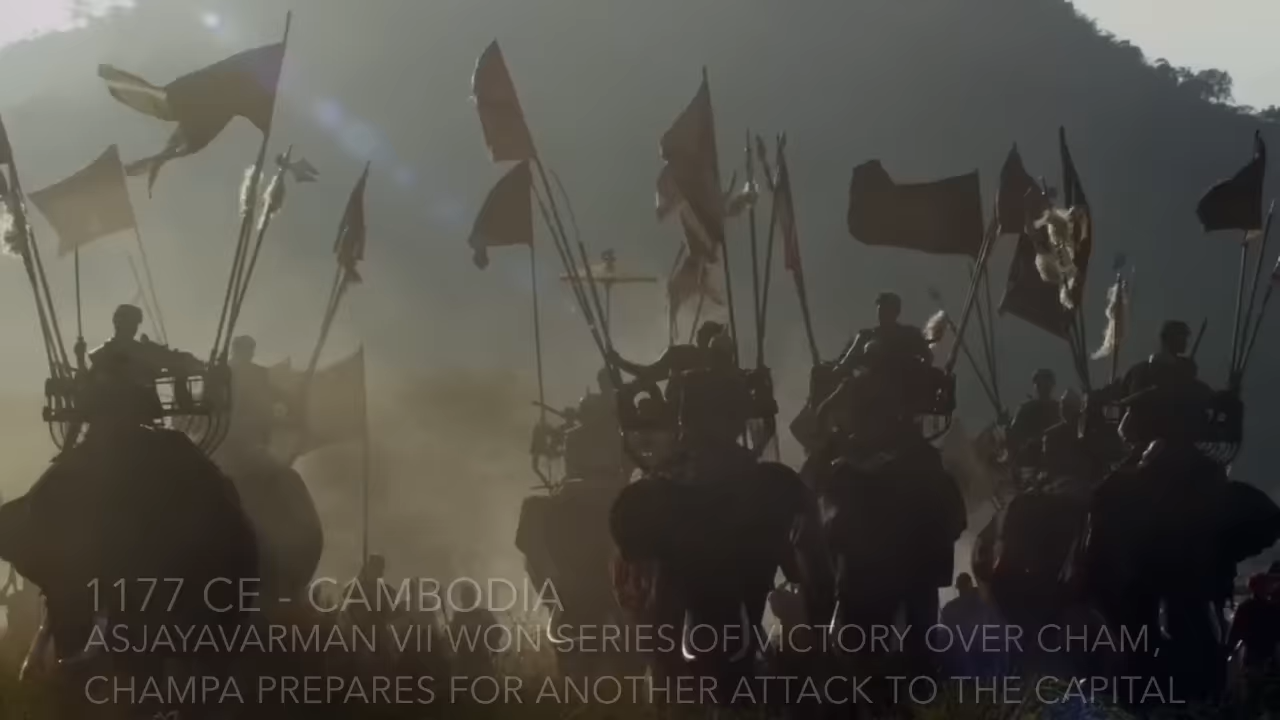 1177 CE - CAMBODIA
ASJAYAVARMAN VII WON SERIES OF VICTORY OVER CHAM,
CHAMPA PREPARES FOR ANOTHER ATTACK TO THE CAPITAL